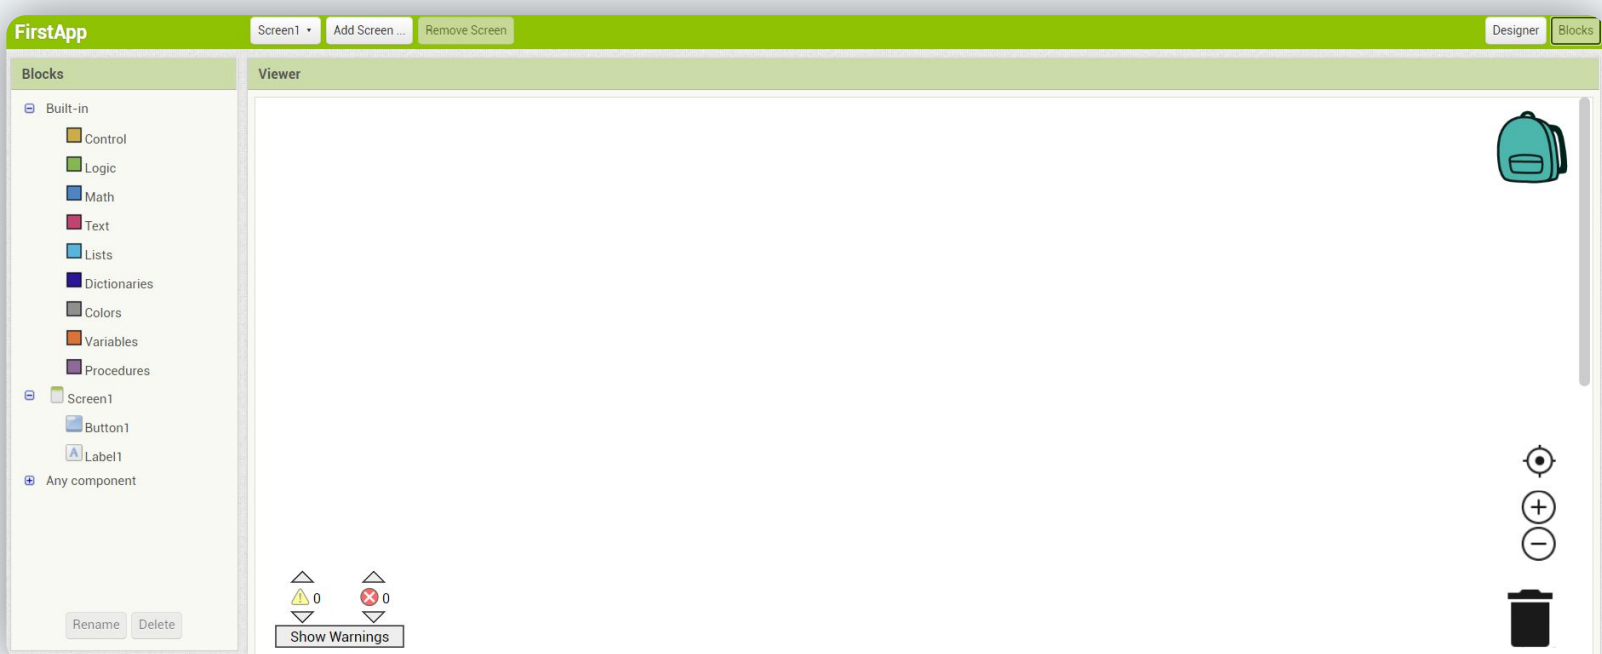 FirstApp
Screen1
Add Screen ...
Remove Screen
Designer
Blocks
Blocks
Viewer
Built-in
Control
Logic
Math
Text
Lists
Dictionaries
Colors
Variables
Procedures
Screen1
Button1
A Label1
Any component
Rename
Delete
0
0
Show Warnings